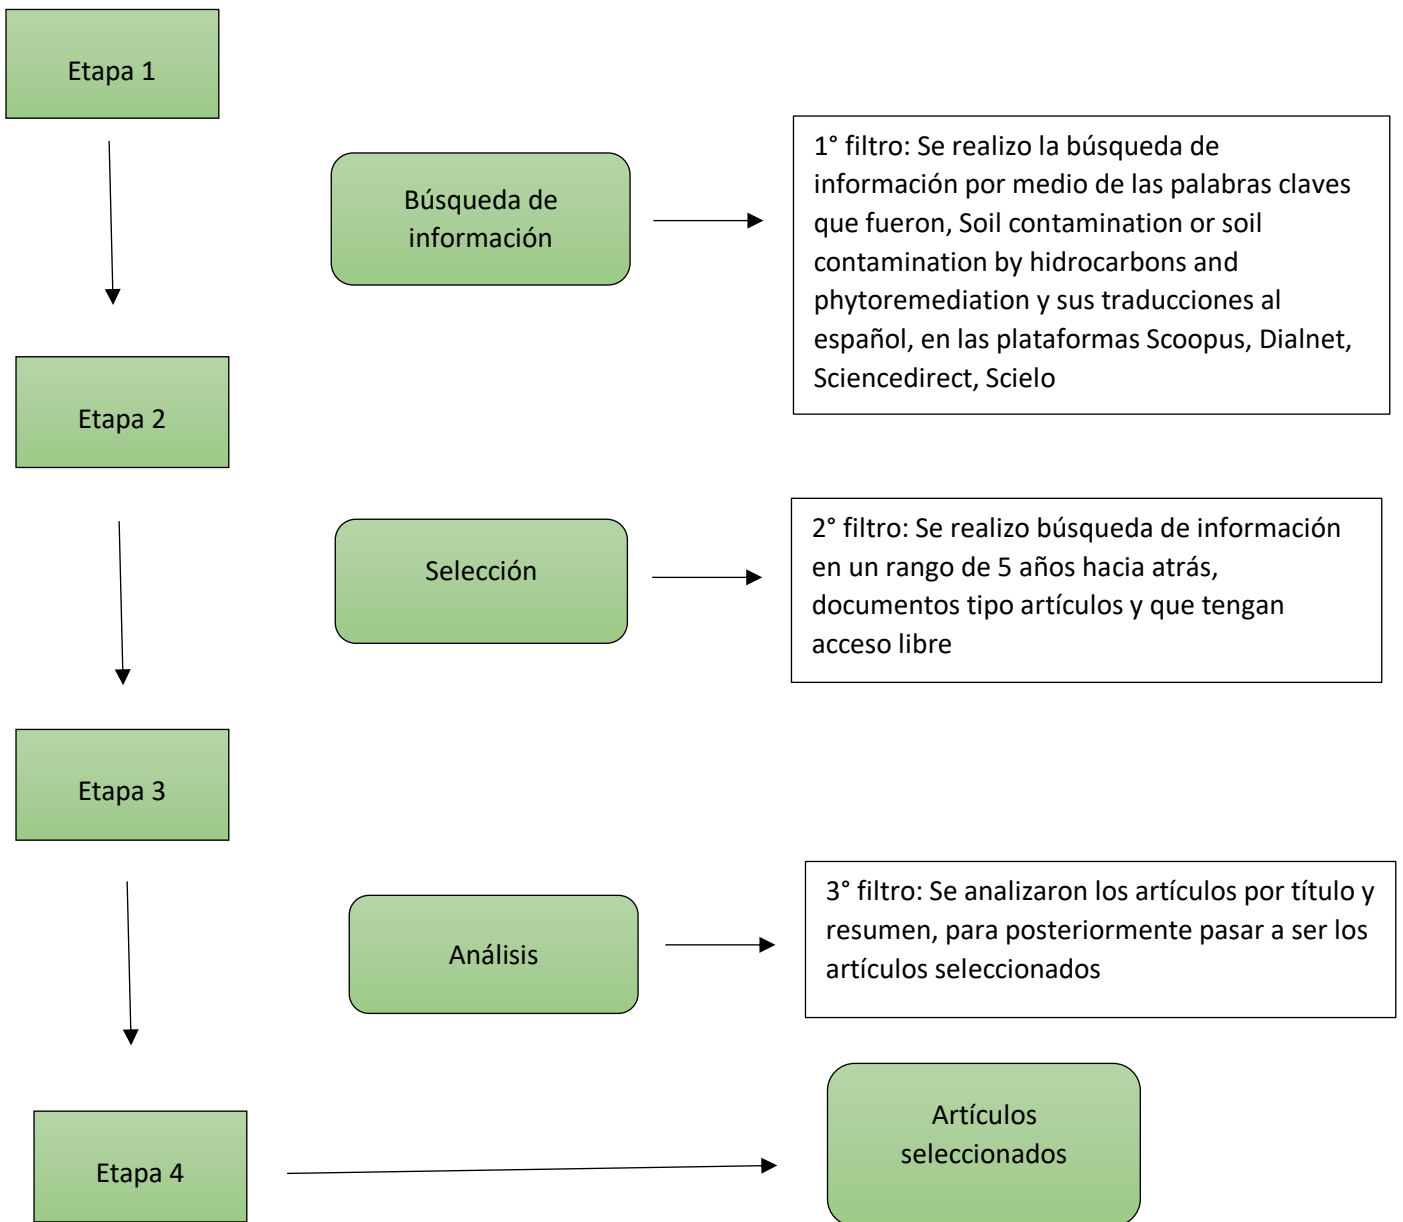 Etapa 1
Búsqueda de
información
1° filtro: Se realizo la búsqueda de
información por medio de las palabras claves
que fueron, Soil contamination or soil
contamination by hidrocarbons and
phytoremediation y sus traducciones al
español, en las plataformas Scoopus, Dialnet,
Sciencedirect, Scielo
Etapa 2
Selección
2° filtro: Se realizo búsqueda de información
en un rango de 5 años hacia atrás,
documentos tipo artículos y que tengan
acceso libre
Etapa 3
Análisis
3° filtro: Se analizaron los artículos por título y
resumen, para posteriormente pasar a ser los
artículos seleccionados
Etapa 4
Artículos
seleccionados